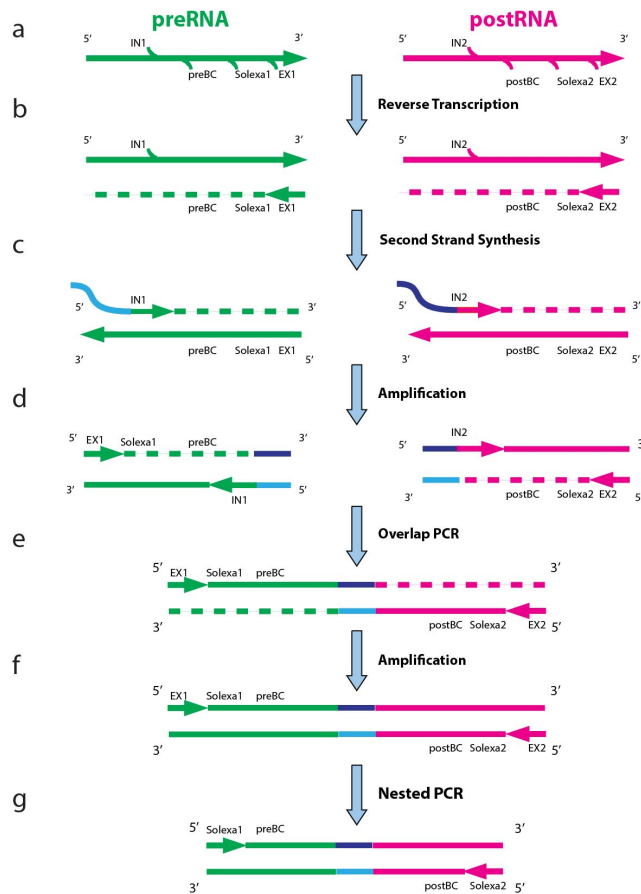 preRNA postRNA
a
5’ IN1 3’ 5’ IN2 3’
preBC Solexa1 EX1 postBC Solexa2 EX2
Reverse Transcription
b
5’ IN1 3’ 5’ IN2 3’
preBC Solexa1 EX1 postBC Solexa2 EX2
Second Strand Synthesis
c
5’ IN1 3’ 5’ IN2 3’
3’ preBC Solexa1 EX1 5’ 3’ postBC Solexa2 EX2 5’
Amplification
d
5’ EX1 Solexa1 preBC 3’ 5’ IN2 3’
3’ IN1 5’ 3’ postBC Solexa2 EX2 5’
Overlap PCR
e
5’ EX1 Solexa1 preBC 3’
3’ postBC Solexa2 EX2 5’
Amplification
f
5’ EX1 Solexa1 preBC 3’
3’ postBC Solexa2 EX2 5’
Nested PCR
g
5’ Solexa1 preBC 3’
3’ postBC Solexa2 5’